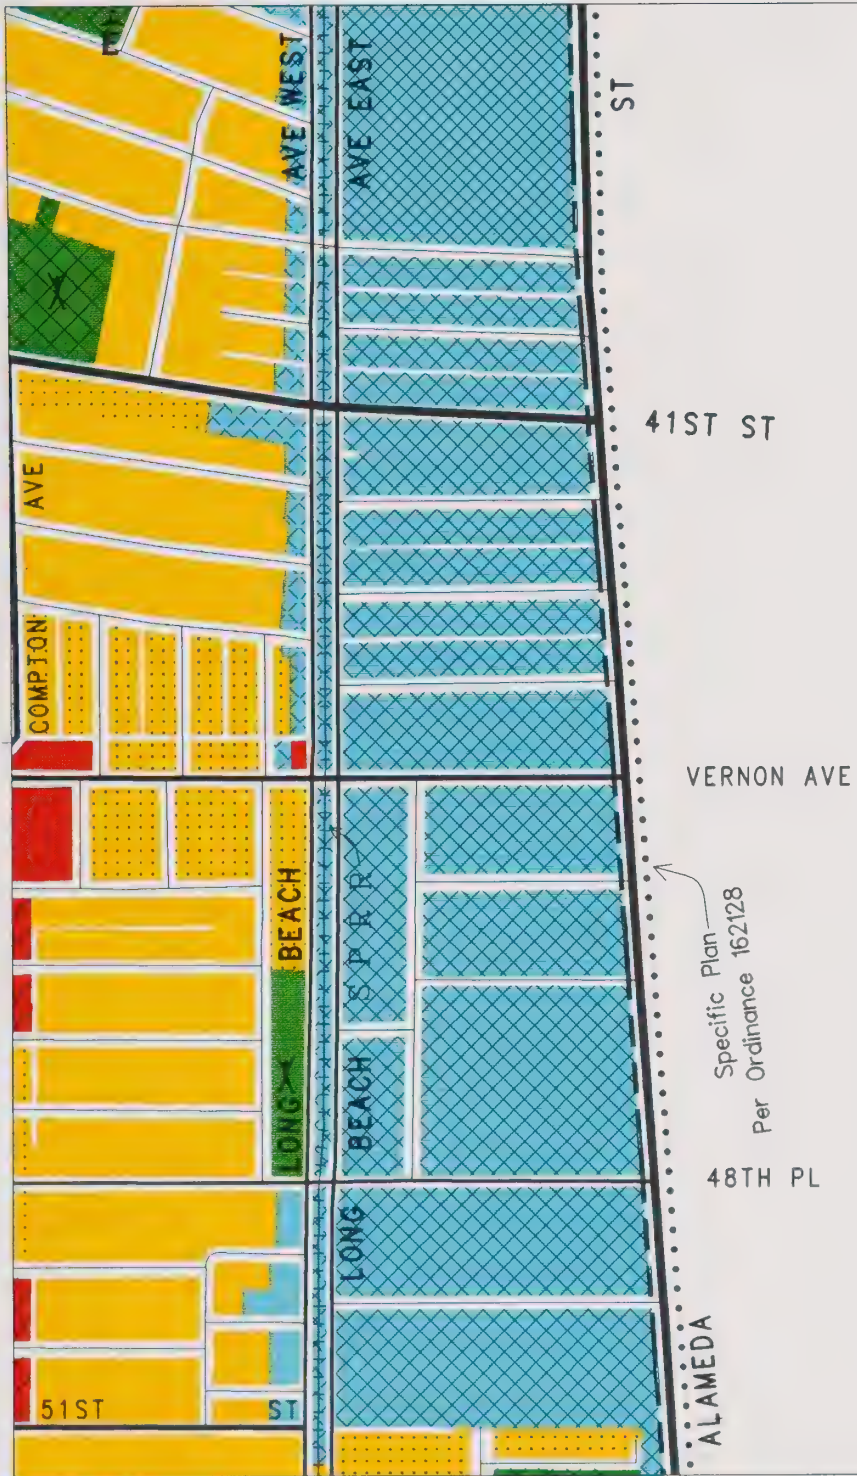 AVE WEST
AVE EAST
ST
41ST ST
AVE
COMPTON
VERNON AVE
BEACH
S P R R
Specific Plan
Per Ordinance 162128
LONG
BEACH
48TH PL
LONG
ALAMEDA
51ST ST